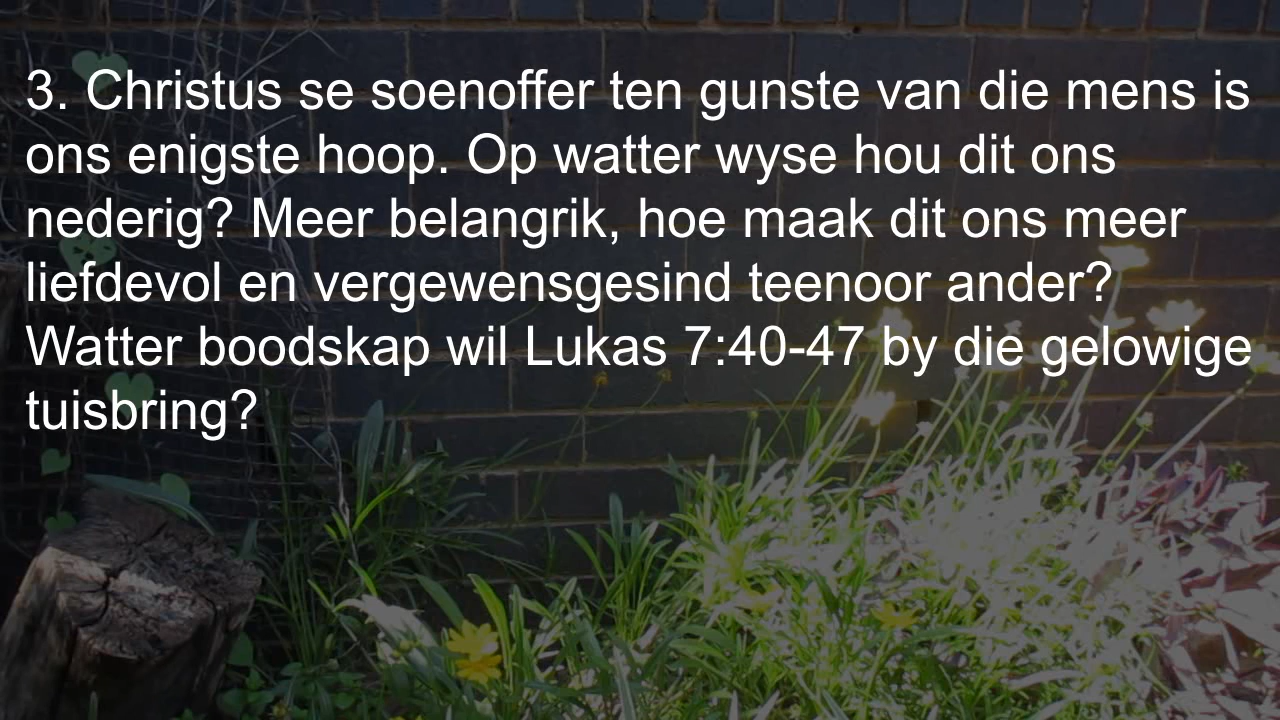 3. Christus se soenoffer ten gunste van die mens is
ons enigste hoop. Op watter wyse hou dit ons
nederig? Meer belangrik, hoe maak dit ons meer
liefdevol en vergewensgesind teenoor ander?
Watter boodskap wil Lukas 7:40-47 by die gelowige
tuisbring?